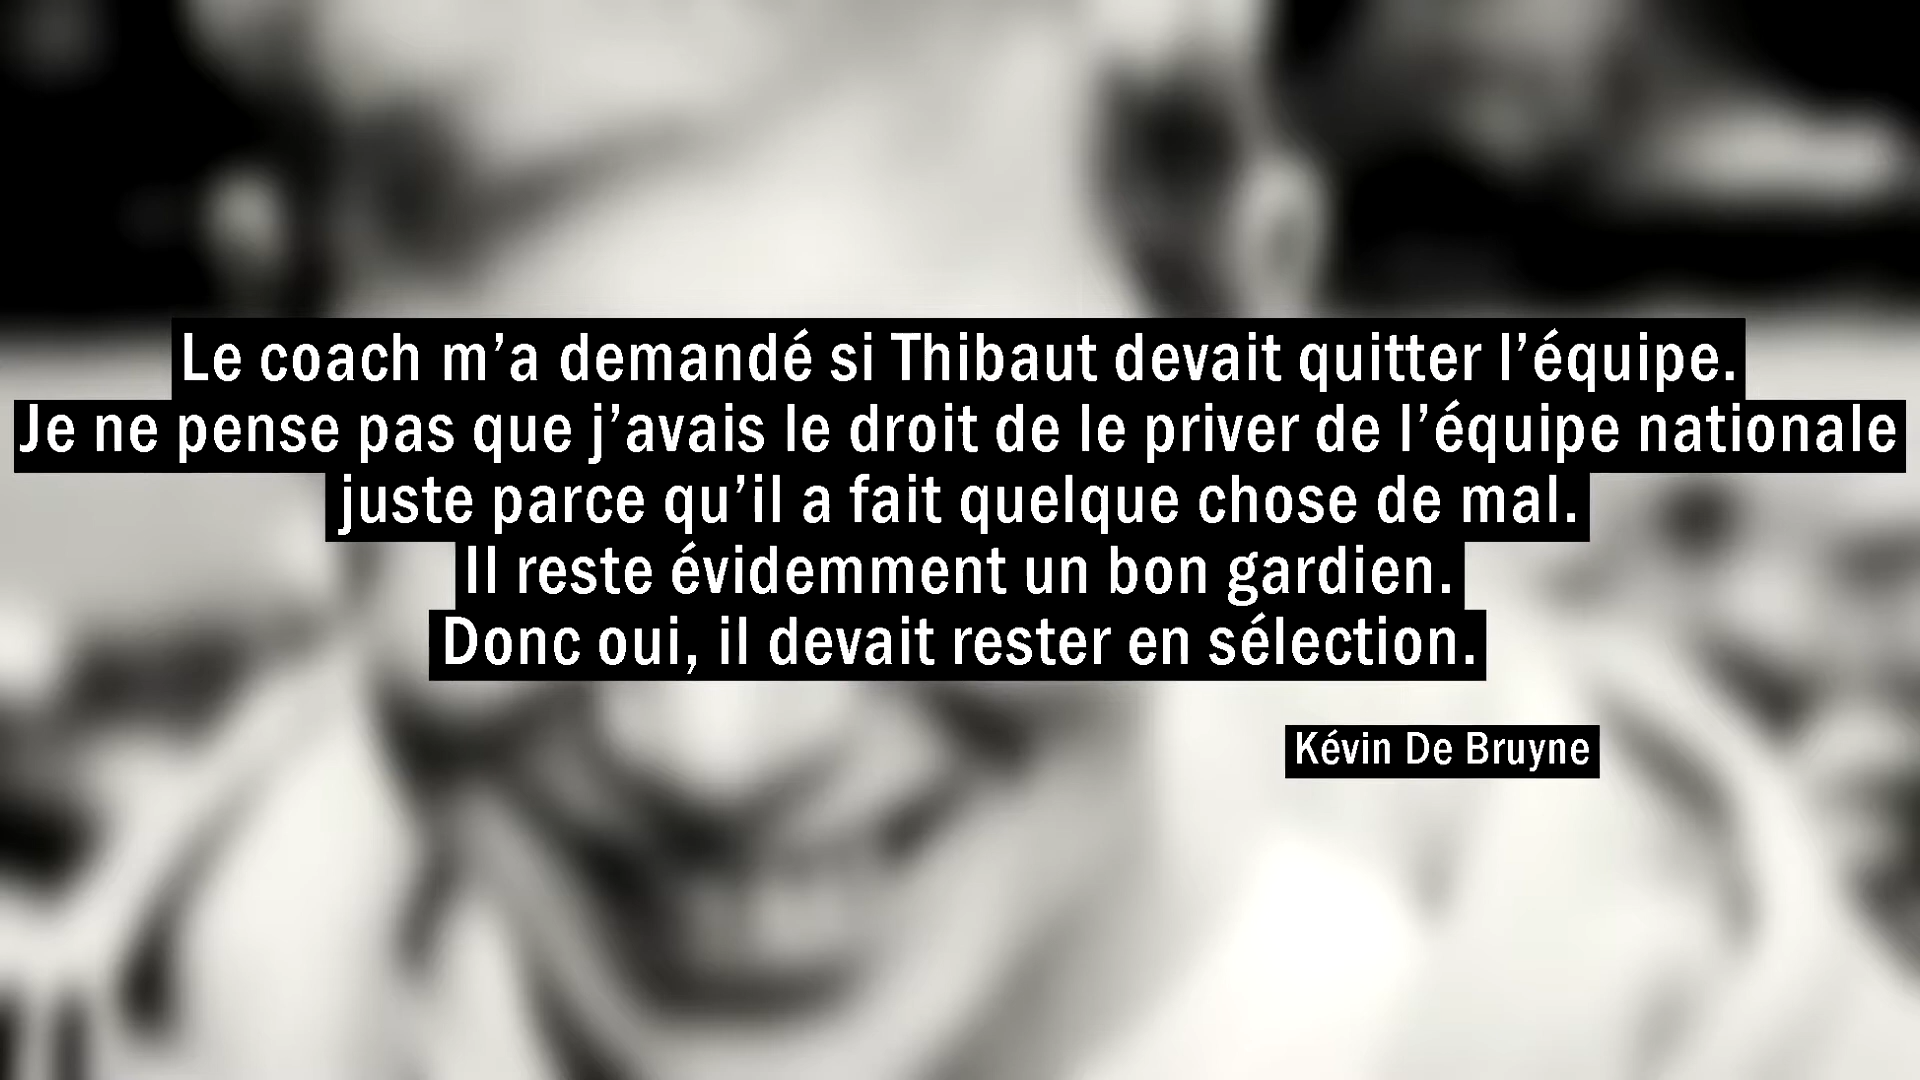 Le coach m’a demandé si Thibaut devait quitter l’équipe.
Je ne pense pas que j’avais le droit de le priver de l’équipe nationale
juste parce qu’il a fait quelque chose de mal.
Il reste évidemment un bon gardien.
Donc oui, il devait rester en sélection.
Kévin De Bruyne